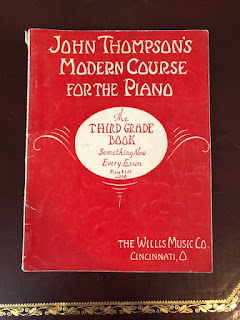 JOHN THOMPSON'S
MODERN COURSE
FOR THE PIANO
The
THIRD GRADE
BOOK
Something New
Every Lesson
Price
THE WILLIS MUSIC CO.
CINCINNATI, O.